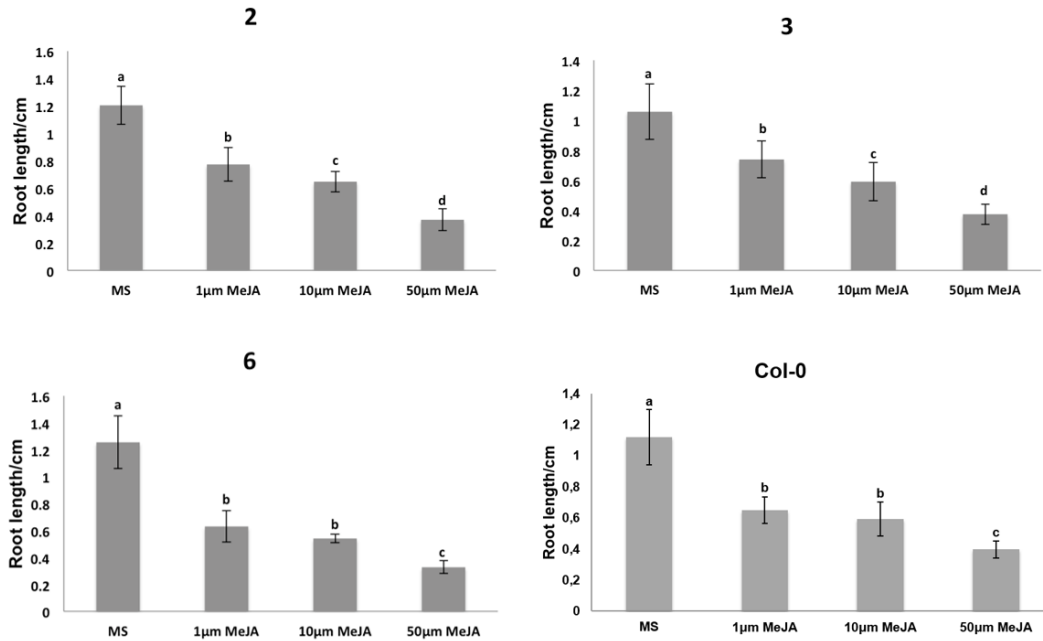 2
Root length/cm
1.6
1.4
1.2
1
0.8
0.6
0.4
0.2
0
a
b
c
d
MS
1µm MeJA
10µm MeJA
50µm MeJA
3
Root length/cm
1.4
1.2
1
0.8
0.6
0.4
0.2
0
a
b
c
d
MS
1µm MeJA
10µm MeJA
50µm MeJA
6
Root length/cm
1.6
1.4
1.2
1
0.8
0.6
0.4
0.2
0
a
b
b
c
MS
1µm MeJA
10µm MeJA
50µm MeJA
Col-0
Root length/cm
1,4
1,2
1
0,8
0,6
0,4
0,2
0
a
b
b
c
MS
1µm MeJA
10µm MeJA
50µm MeJA